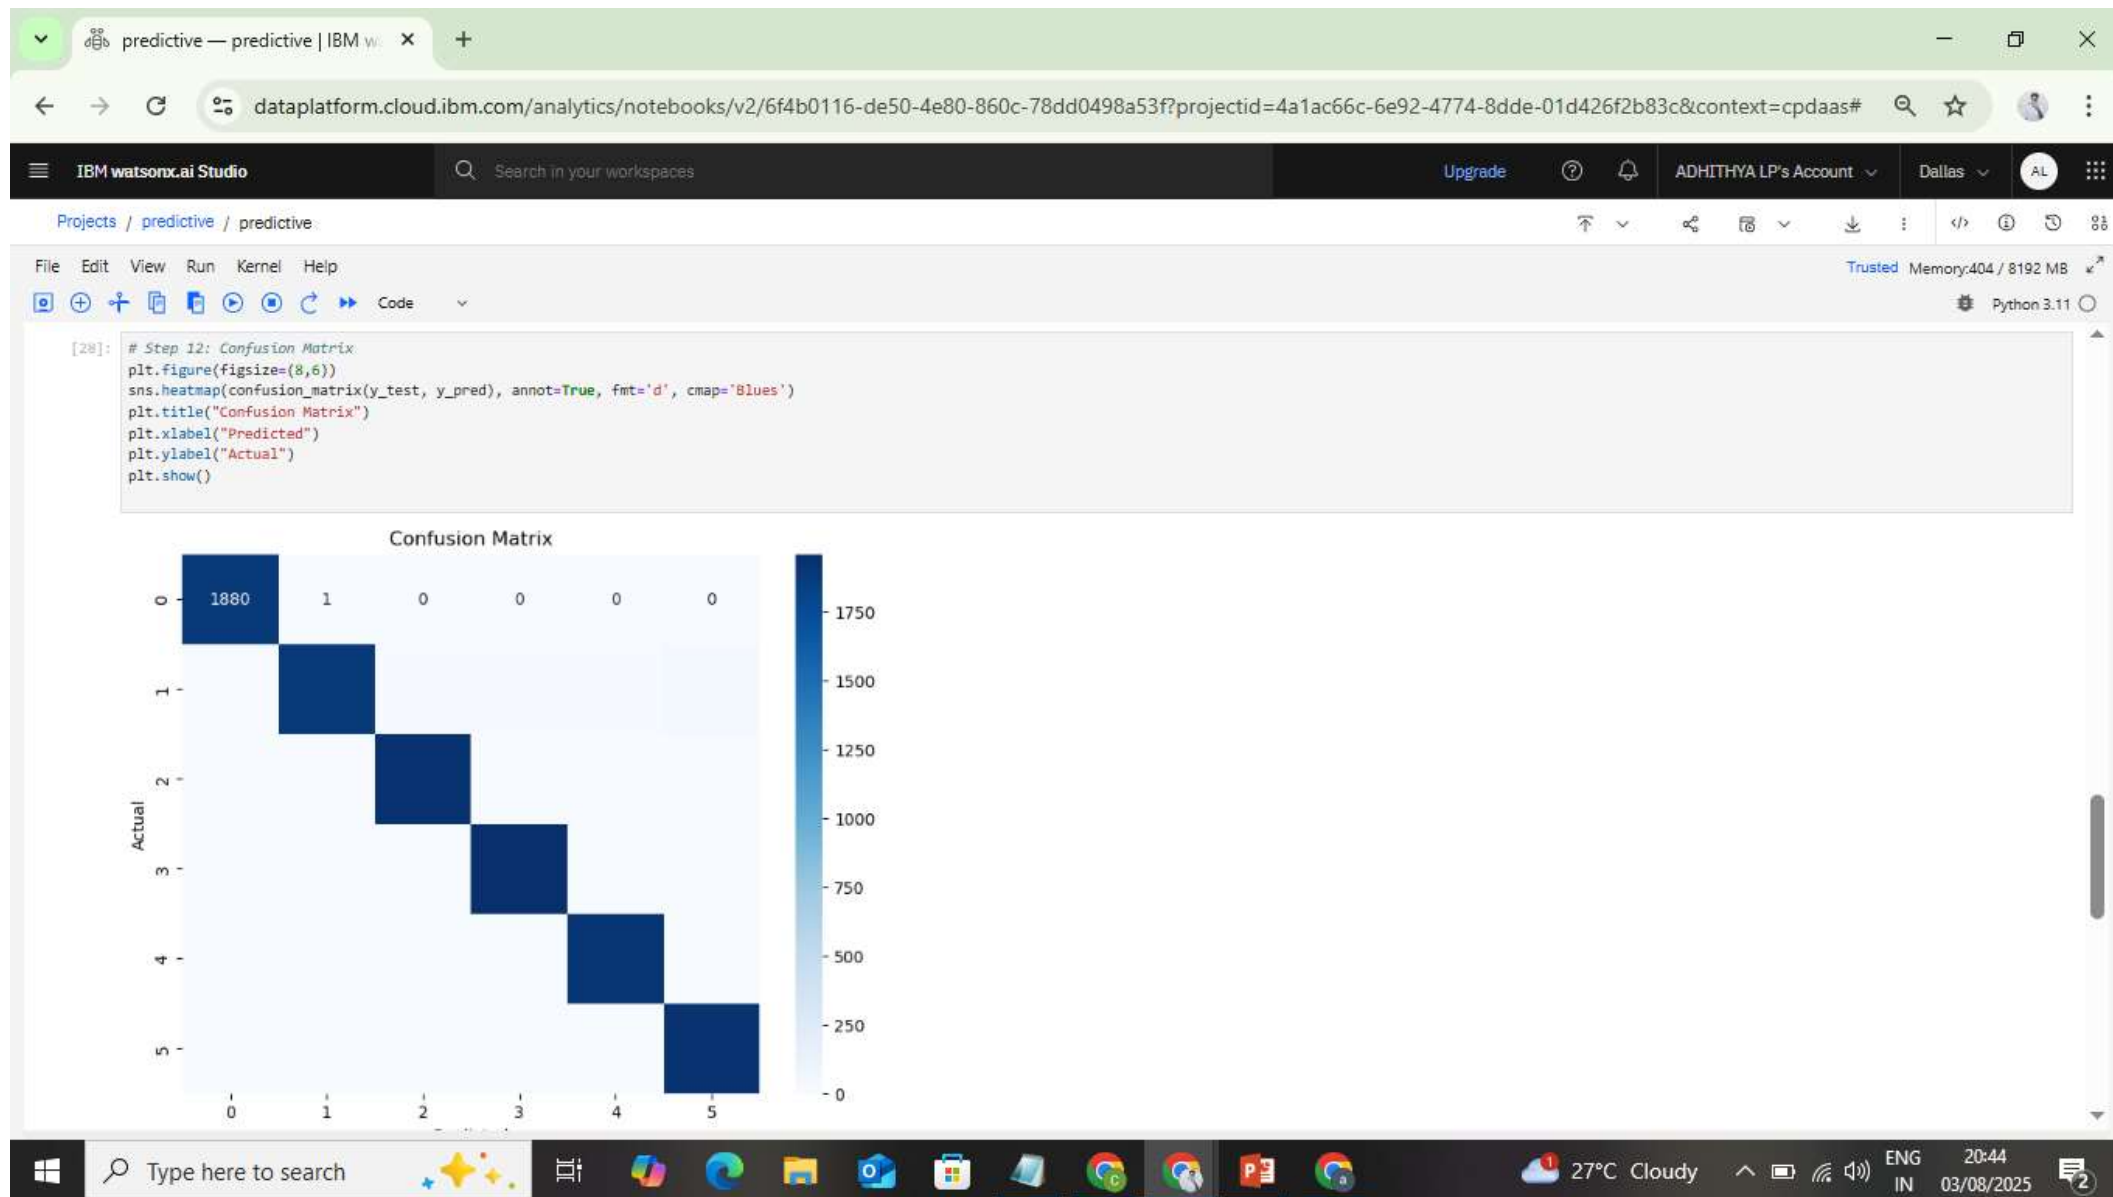 predictive — predictive | IBM w
dataplatform.cloud.ibm.com/analytics/notebooks/v2/6f4b0116-de50-4e80-860c-78dd0498a53f?projectid=4a1ac66c-6e92-4774-8dde-01d426f2b83c&context=cpdaas#
IBM watsonx.ai Studio Search in your workspaces Upgrade ADHITHYA LP's Account Dallas AL
Projects / predictive / predictive
File Edit View Run Kernel Help Trusted Memory:404 / 8192 MB
Code Python 3.11
[28]: # Step 12: Confusion Matrix
plt.figure(figsize=(8,6))
sns.heatmap(confusion_matrix(y_test, y_pred), annot=True, fmt='d', cmap='Blues')
plt.title("Confusion Matrix")
plt.xlabel("Predicted")
plt.ylabel("Actual")
plt.show()
Confusion Matrix
0 1880 1 0 0 0 0
1
2
3
4
5
Actual
0 1 2 3 4 5
1750
1500
1250
1000
750
500
250
0
Type here to search
1 27°C Cloudy
ENG
IN
20:44
03/08/2025
2